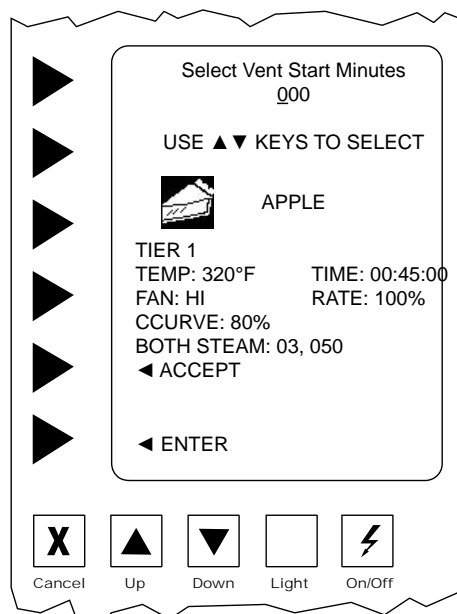 Select Vent Start Minutes
000
USE ▲▼ KEYS TO SELECT
APPLE
TIER 1
TEMP: 320°F TIME: 00:45:00
FAN: HI RATE: 100%
CCURVE: 80%
BOTH STEAM: 03, 050
◄ ACCEPT
◄ ENTER
X
Cancel Up Down Light On/Off